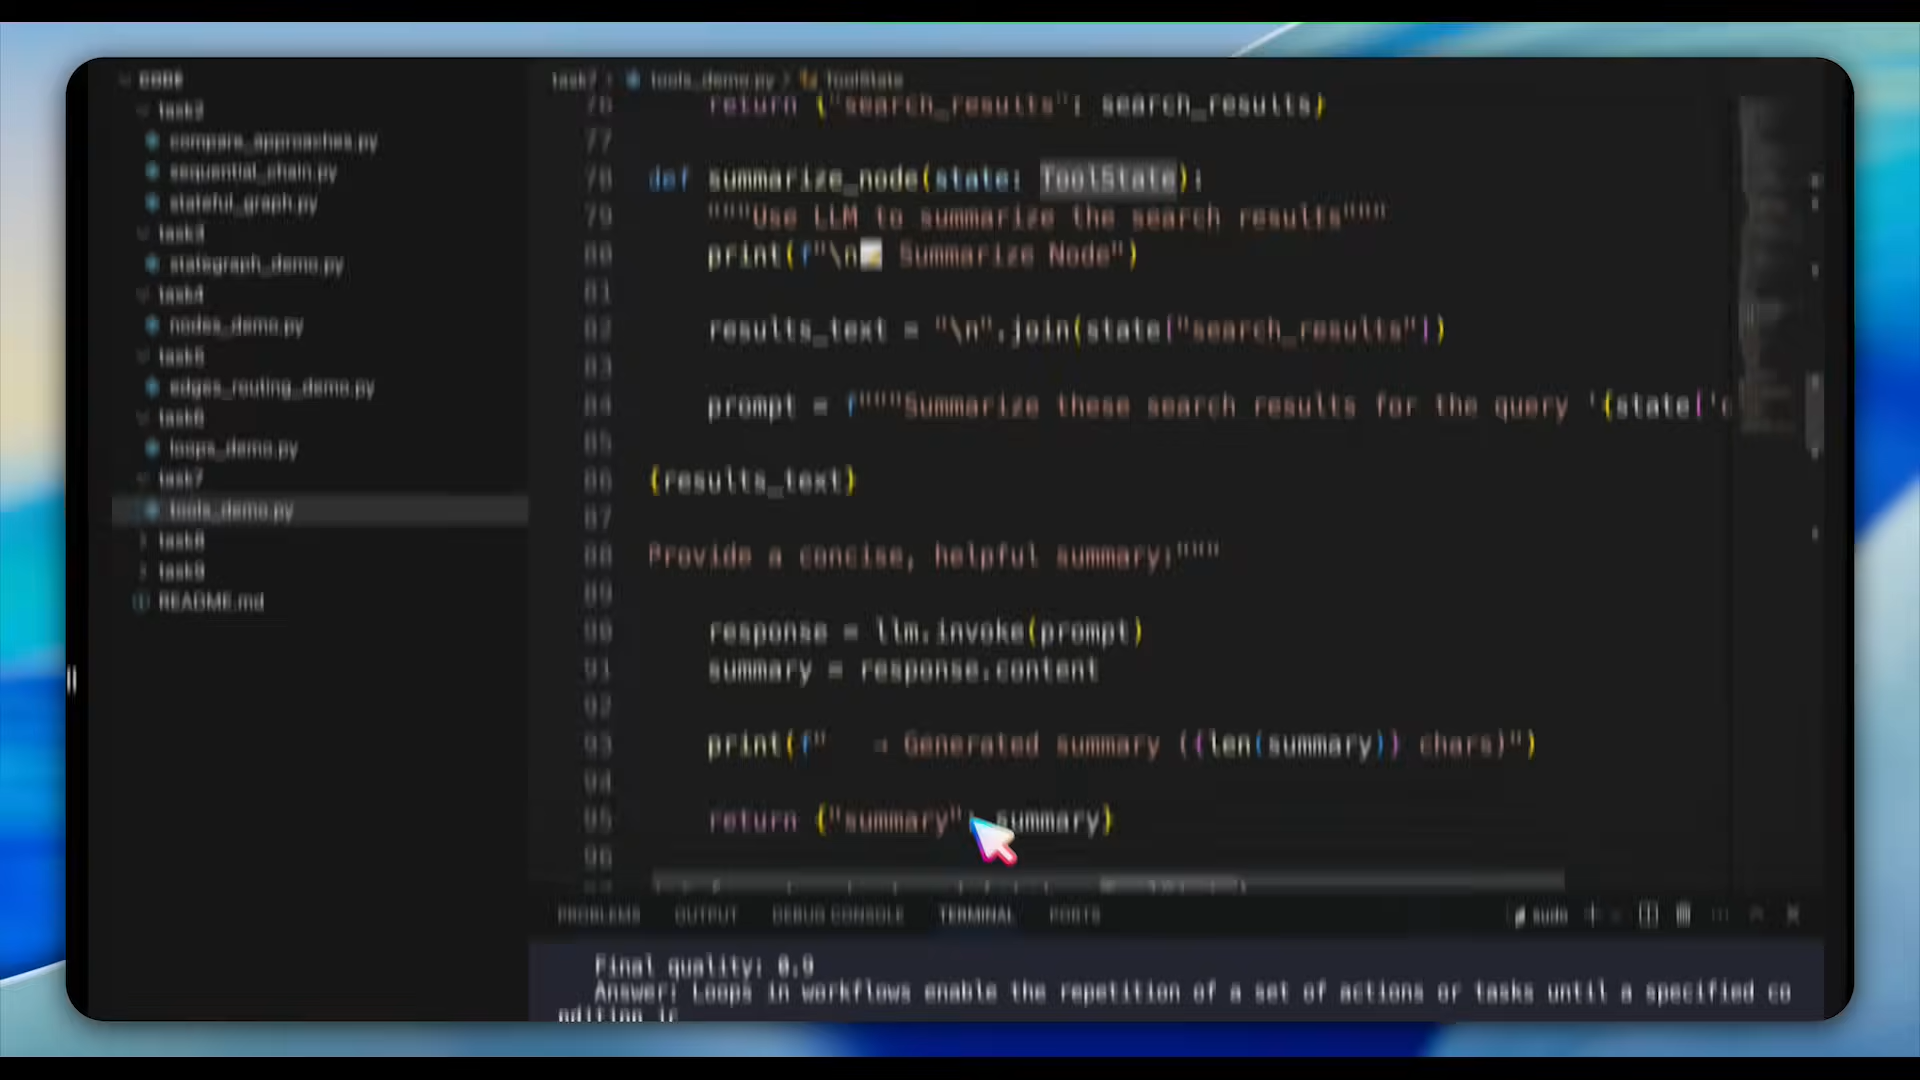 CODE
task2
compare_approaches.py
sequential_chain.py
stateful_graph.py
task3
stategraph_demo.py
task4
nodes_demo.py
task5
edges_routing_demo.py
task6
loops_demo.py
task7
tools_demo.py
task8
task9
README.md
task7 > tools_demo.py > ToolState
76 return {"search_results": search_results}
77
78 def summarize_node(state: ToolState):
79 """Use LLM to summarize the search results"""
80 print(f"\n📝 Summarize Node")
81
82 results_text = "\n".join(state["search_results"])
83
84 prompt = f"""Summarize these search results for the query '{state['
85
86 {results_text}
87
88 Provide a concise, helpful summary:"""
89
90 response = llm.invoke(prompt)
91 summary = response.content
92
93 print(f" → Generated summary ({len(summary)} chars)")
94
95 return {"summary": summary}
96
PROBLEMS OUTPUT DEBUG CONSOLE TERMINAL PORTS sudo
Final quality: 0.9
Answer: Loops in workflows enable the repetition of a set of actions or tasks until a specified co
ndition